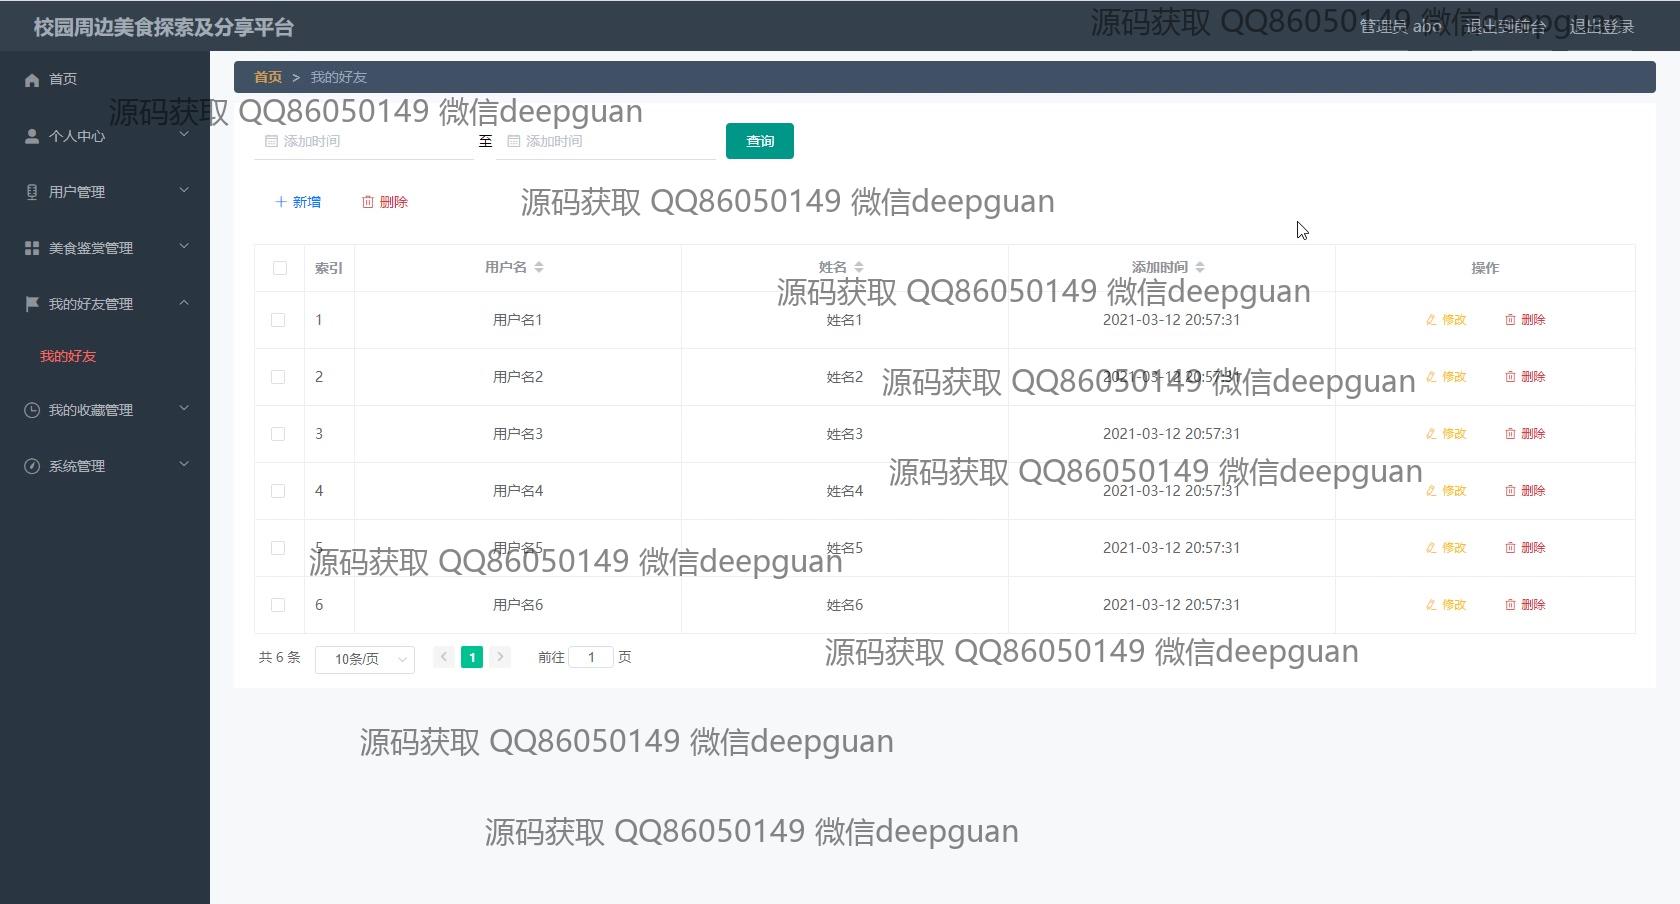 校园周边美食探索及分享平台
源码获取 QQ86050149 微信deepguan
管理员 abo 退出到前台 退出登录
首页
首页 > 我的好友
源码获取 QQ86050149 微信deepguan
个人中心
添加时间 至 添加时间 查询
用户管理
新增 删除
源码获取 QQ86050149 微信deepguan
美食鉴赏管理
索引 用户名 姓名 添加时间 操作
源码获取 QQ86050149 微信deepguan
我的好友管理
1 用户名1 姓名1 2021-03-12 20:57:31 修改 删除
我的好友
2 用户名2 姓名2 2021-03-12 20:57:31 修改 删除
源码获取 QQ86050149 微信deepguan
我的收藏管理
3 用户名3 姓名3 2021-03-12 20:57:31 修改 删除
系统管理
源码获取 QQ86050149 微信deepguan
4 用户名4 姓名4 2021-03-12 20:57:31 修改 删除
5 用户名5 姓名5 2021-03-12 20:57:31 修改 删除
源码获取 QQ86050149 微信deepguan
6 用户名6 姓名6 2021-03-12 20:57:31 修改 删除
源码获取 QQ86050149 微信deepguan
共 6 条 10条/页 1 前往 1 页
源码获取 QQ86050149 微信deepguan
源码获取 QQ86050149 微信deepguan